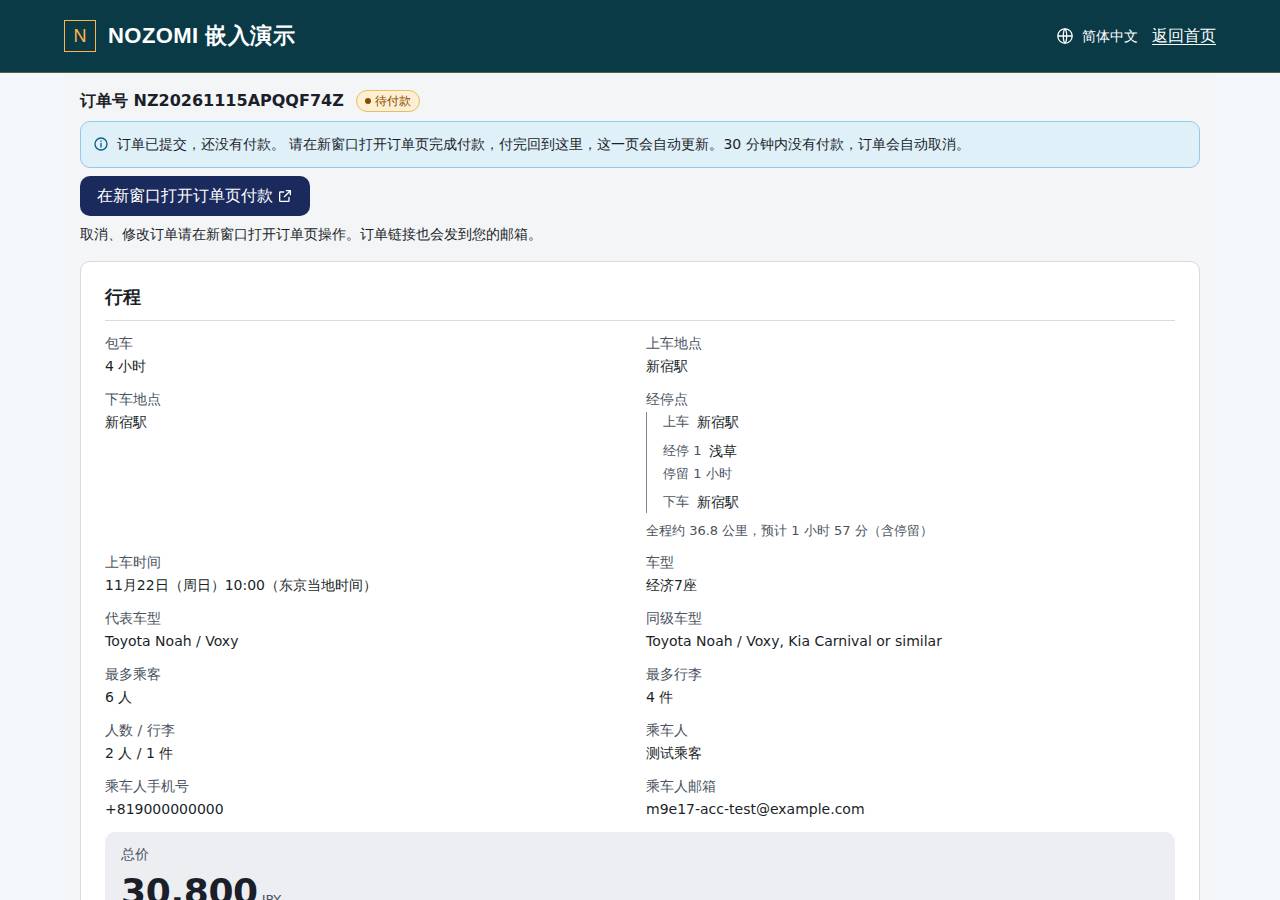 N NOZOMI 嵌入演示
简体中文 返回首页
订单号 NZ20261115APQQF74Z 待付款
订单已提交，还没有付款。 请在新窗口打开订单页完成付款，付完回到这里，这一页会自动更新。30 分钟内没有付款，订单会自动取消。
在新窗口打开订单页付款
取消、修改订单请在新窗口打开订单页操作。订单链接也会发到您的邮箱。
行程
包车
4 小时
上车地点
新宿駅
下车地点
新宿駅
经停点
上车 新宿駅
经停 1 浅草
停留 1 小时
下车 新宿駅
全程约 36.8 公里，预计 1 小时 57 分（含停留）
上车时间
11月22日（周日）10:00（东京当地时间）
车型
经济7座
代表车型
Toyota Noah / Voxy
同级车型
Toyota Noah / Voxy, Kia Carnival or similar
最多乘客
6 人
最多行李
4 件
人数 / 行李
2 人 / 1 件
乘车人
测试乘客
乘车人手机号
+819000000000
乘车人邮箱
m9e17-acc-test@example.com
总价
30,800 JPY